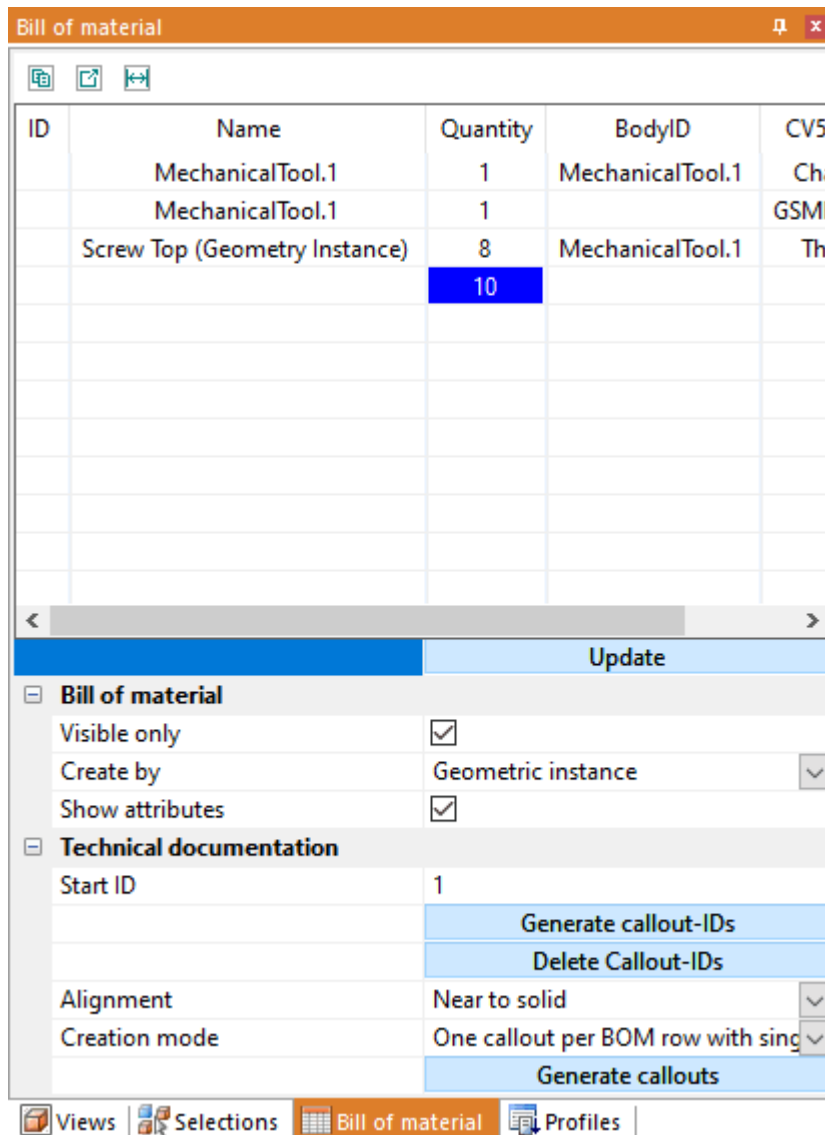 Bill of material
ID Name Quantity BodyID CV5
MechanicalTool.1 1 MechanicalTool.1 Cha
MechanicalTool.1 1 GSM
Screw Top (Geometry Instance) 8 MechanicalTool.1 Th
10
Update
Bill of material
Visible only
Create by Geometric instance
Show attributes
Technical documentation
Start ID 1
Generate callout-IDs
Delete Callout-IDs
Alignment Near to solid
Creation mode One callout per BOM row with sing
Generate callouts
Views Selections Bill of material Profiles